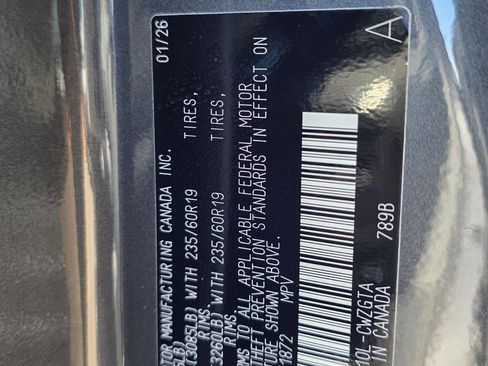 TOR MANUFACTURING CANADA INC. 01/26
5LB)
(3085LB) WITH 235/60R19 TIRES,
RIMS.
(3260LB) WITH 235/60R19 TIRES,
RIMS.
RMS TO ALL APPLICABLE FEDERAL MOTOR
THEFT PREVENTION STANDARDS IN EFFECT ON
TURE SHOWN ABOVE.
1872 MPV
10L-CWZGTA 789B
IN CANADA
A